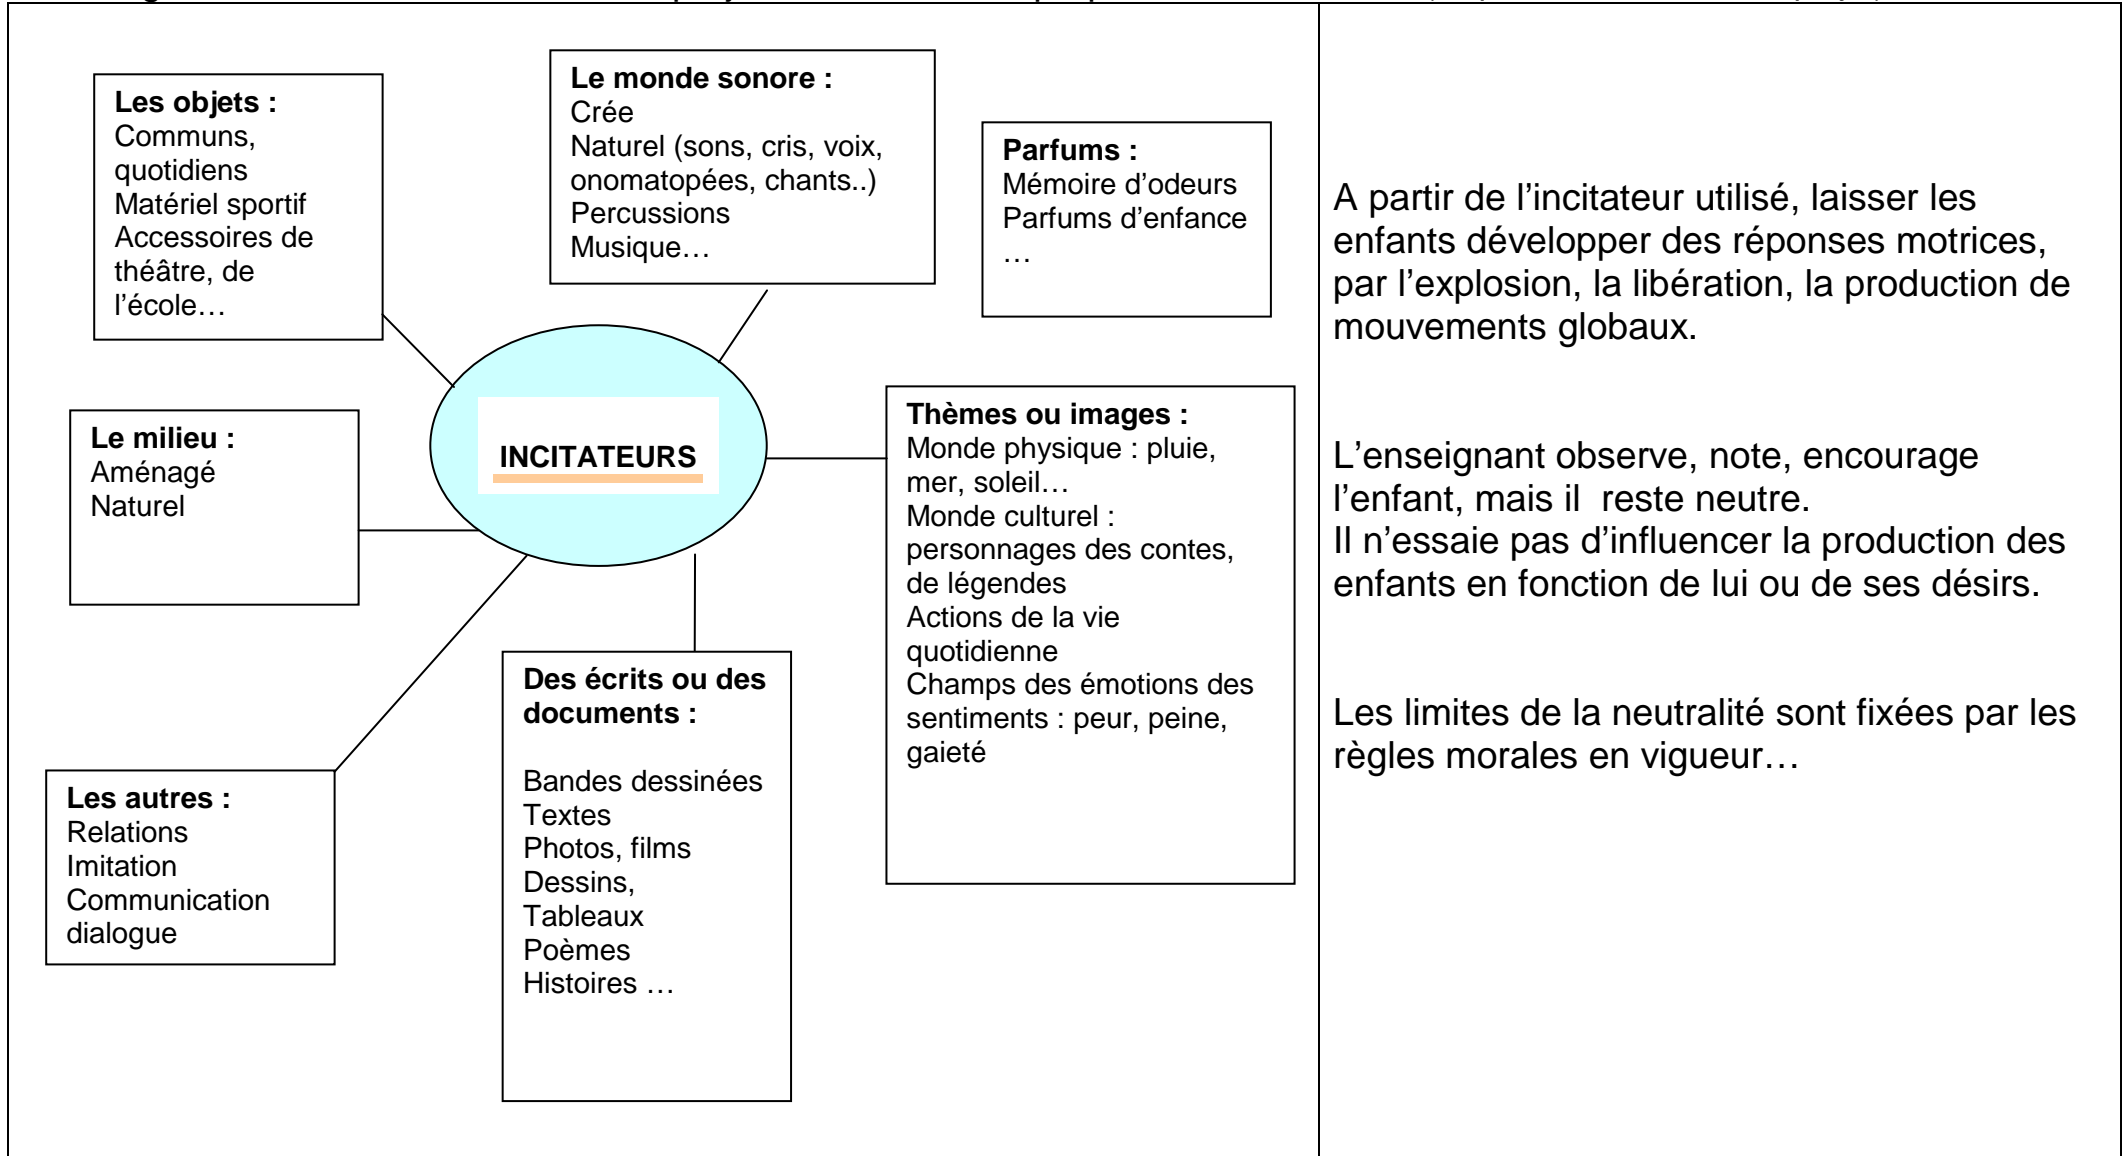 Les objets :
Communs,
quotidiens
Matériel sportif
Accessoires de
théâtre, de
l’école…
Le monde sonore :
Crée
Naturel (sons, cris, voix,
onomatopées, chants..)
Percussions
Musique…
Parfums :
Mémoire d’odeurs
Parfums d’enfance
…
Le milieu :
Aménagé
Naturel
INCITATEURS
Thèmes ou images :
Monde physique : pluie,
mer, soleil…
Monde culturel :
personnages des contes,
de légendes
Actions de la vie
quotidienne
Champs des émotions des
sentiments : peur, peine,
gaieté
Les autres :
Relations
Imitation
Communication
dialogue
Des écrits ou des
documents :
Bandes dessinées
Textes
Photos, films
Dessins,
Tableaux
Poèmes
Histoires …
A partir de l’incitateur utilisé, laisser les
enfants développer des réponses motrices,
par l’explosion, la libération, la production de
mouvements globaux.
L’enseignant observe, note, encourage
l’enfant, mais il  reste neutre.
Il n’essaie pas d’influencer la production des
enfants en fonction de lui ou de ses désirs.
Les limites de la neutralité sont fixées par les
règles morales en vigueur…